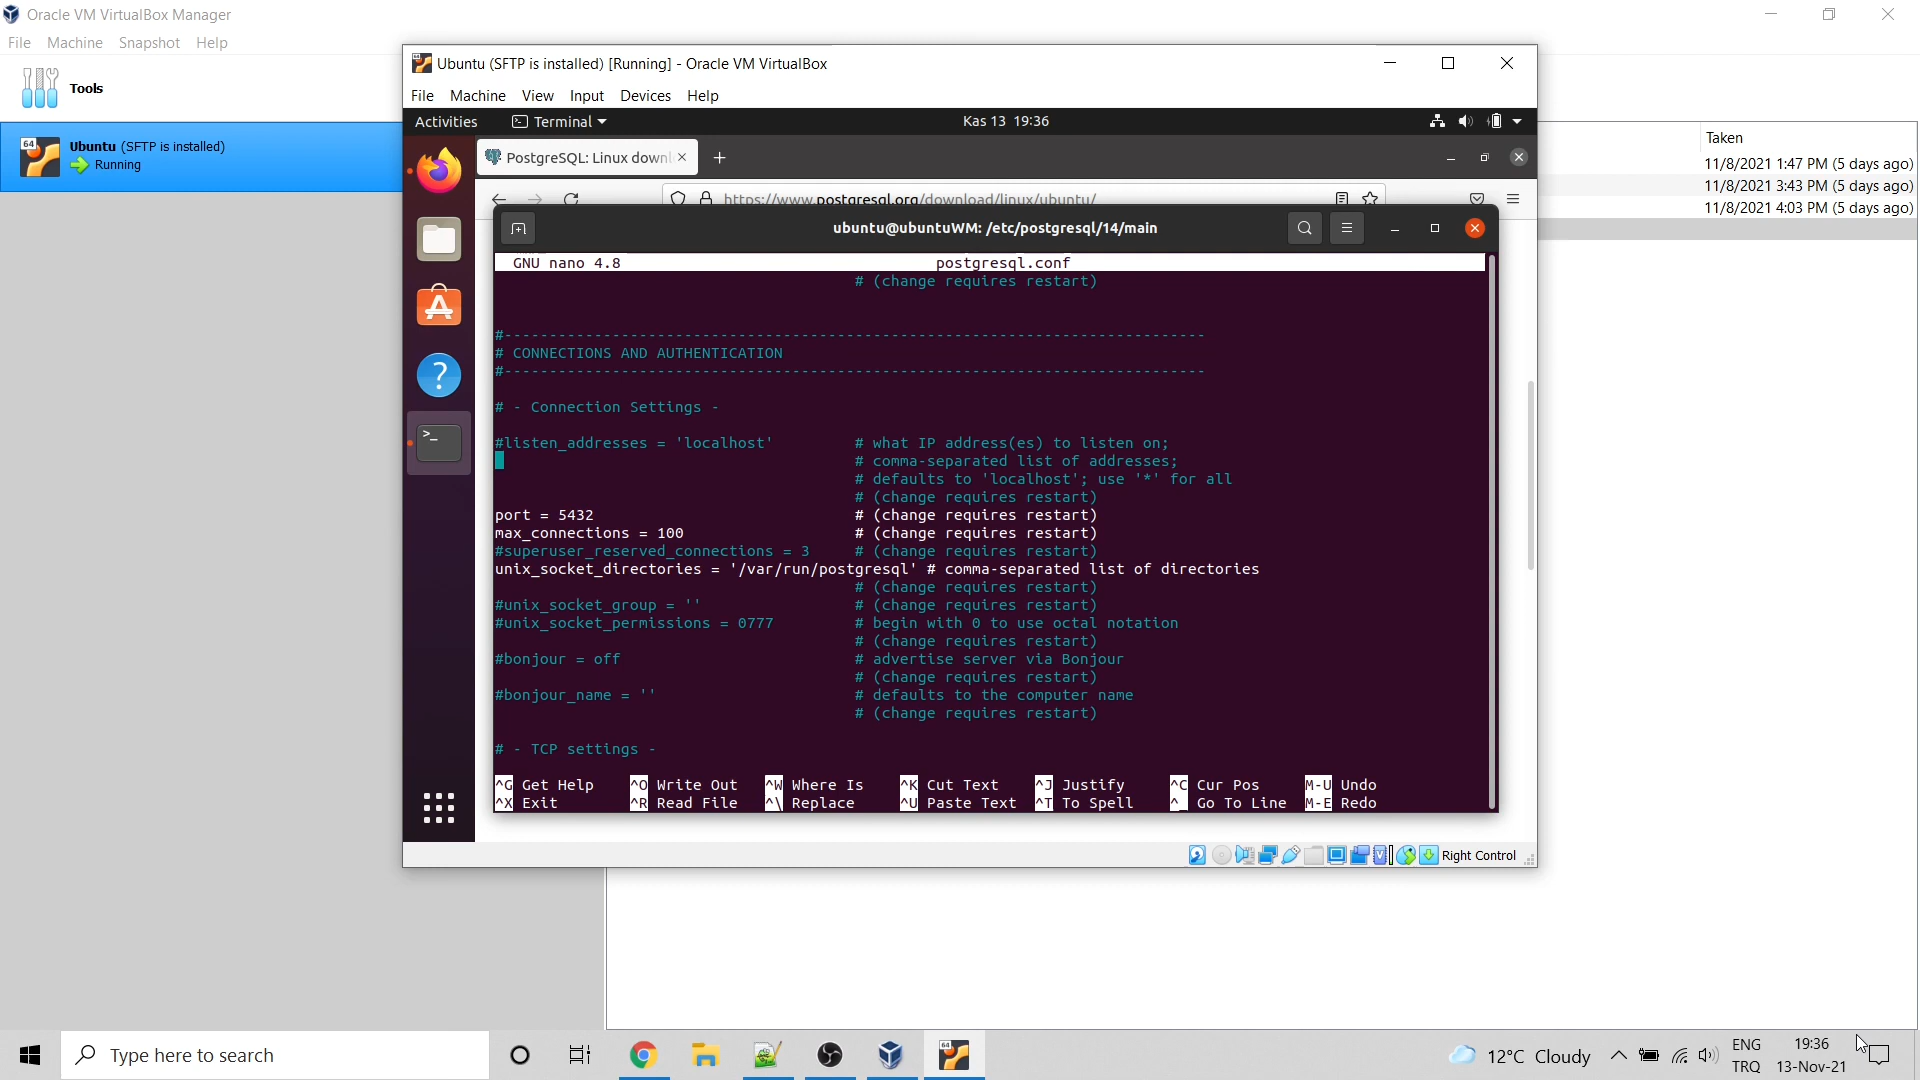 Oracle VM VirtualBox Manager
File Machine Snapshot Help
Tools
64 Ubuntu (SFTP is installed)
Running
Taken
11/8/2021 1:47 PM (5 days ago)
11/8/2021 3:43 PM (5 days ago)
11/8/2021 4:03 PM (5 days ago)
Ubuntu (SFTP is installed) [Running] - Oracle VM VirtualBox
File Machine View Input Devices Help
Activities Terminal Kas 13 19:36
PostgreSQL: Linux downl
https://www.postgresql.org/download/linux/ubuntu/
ubuntu@ubuntuWM: /etc/postgresql/14/main
GNU nano 4.8 postgresql.conf
# (change requires restart)
#------------------------------------------------------------------------------
# CONNECTIONS AND AUTHENTICATION
#------------------------------------------------------------------------------
# - Connection Settings -
#listen_addresses = 'localhost' # what IP address(es) to listen on;
# comma-separated list of addresses;
# defaults to 'localhost'; use '*' for all
# (change requires restart)
port = 5432 # (change requires restart)
max_connections = 100 # (change requires restart)
#superuser_reserved_connections = 3 # (change requires restart)
unix_socket_directories = '/var/run/postgresql' # comma-separated list of directories
# (change requires restart)
#unix_socket_group = '' # (change requires restart)
#unix_socket_permissions = 0777 # begin with 0 to use octal notation
# (change requires restart)
#bonjour = off # advertise server via Bonjour
# (change requires restart)
#bonjour_name = '' # defaults to the computer name
# (change requires restart)
# - TCP settings -
^G Get Help ^O Write Out ^W Where Is ^K Cut Text ^J Justify ^C Cur Pos M-U Undo
^X Exit ^R Read File ^\ Replace ^U Paste Text ^T To Spell ^_ Go To Line M-E Redo
Right Control
Type here to search
12°C Cloudy
ENG
TRQ
19:36
13-Nov-21